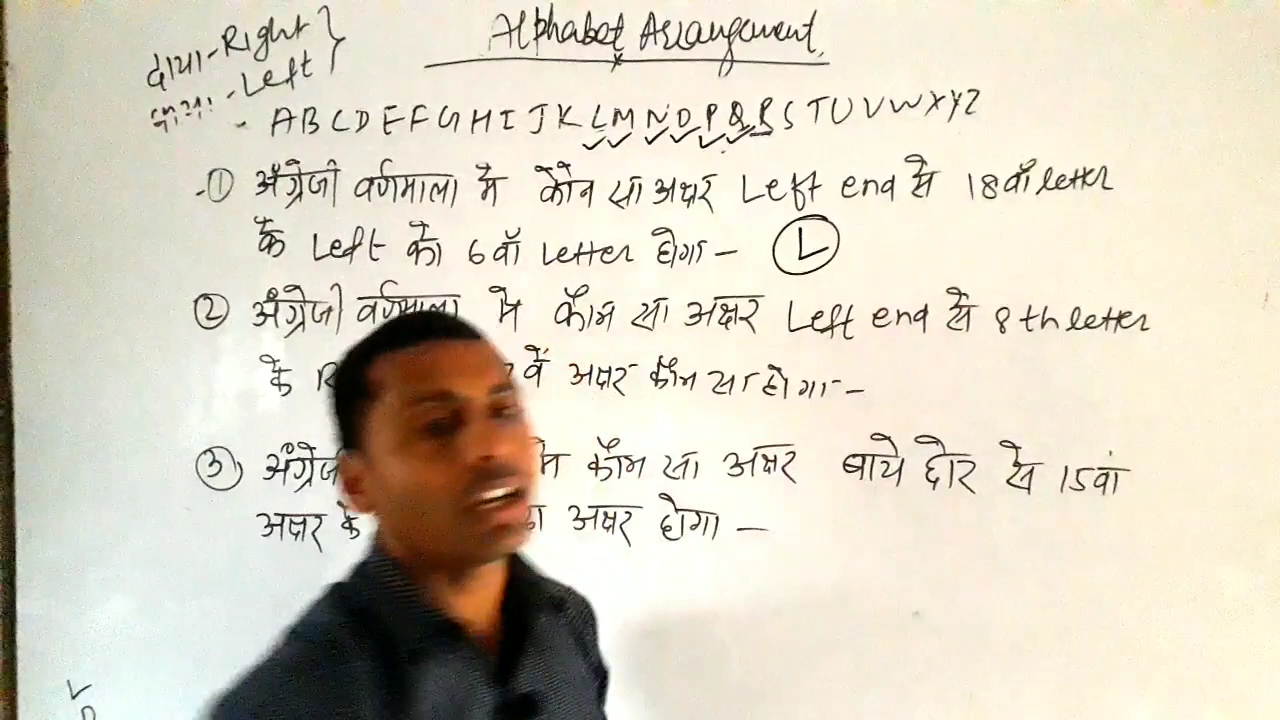 Alphabet Arrangement
दाया - Right
बाया - Left
- A B C D E F G H I J K L M N O P Q R S T U V W X Y Z
① अंग्रेजी वर्णमाला मे कौन सा अक्षर Left end से 18वाँ letter
के Left का 6वाँ letter होगा - L
② अंग्रेजी वर्णमाला मे कौन सा अक्षर Left end से 8th letter
के वें अक्षर कौन सा होगा -
③ मे कौन सा अक्षर बाये छोर से 15वां
अक्षर के अक्षर होगा -
L